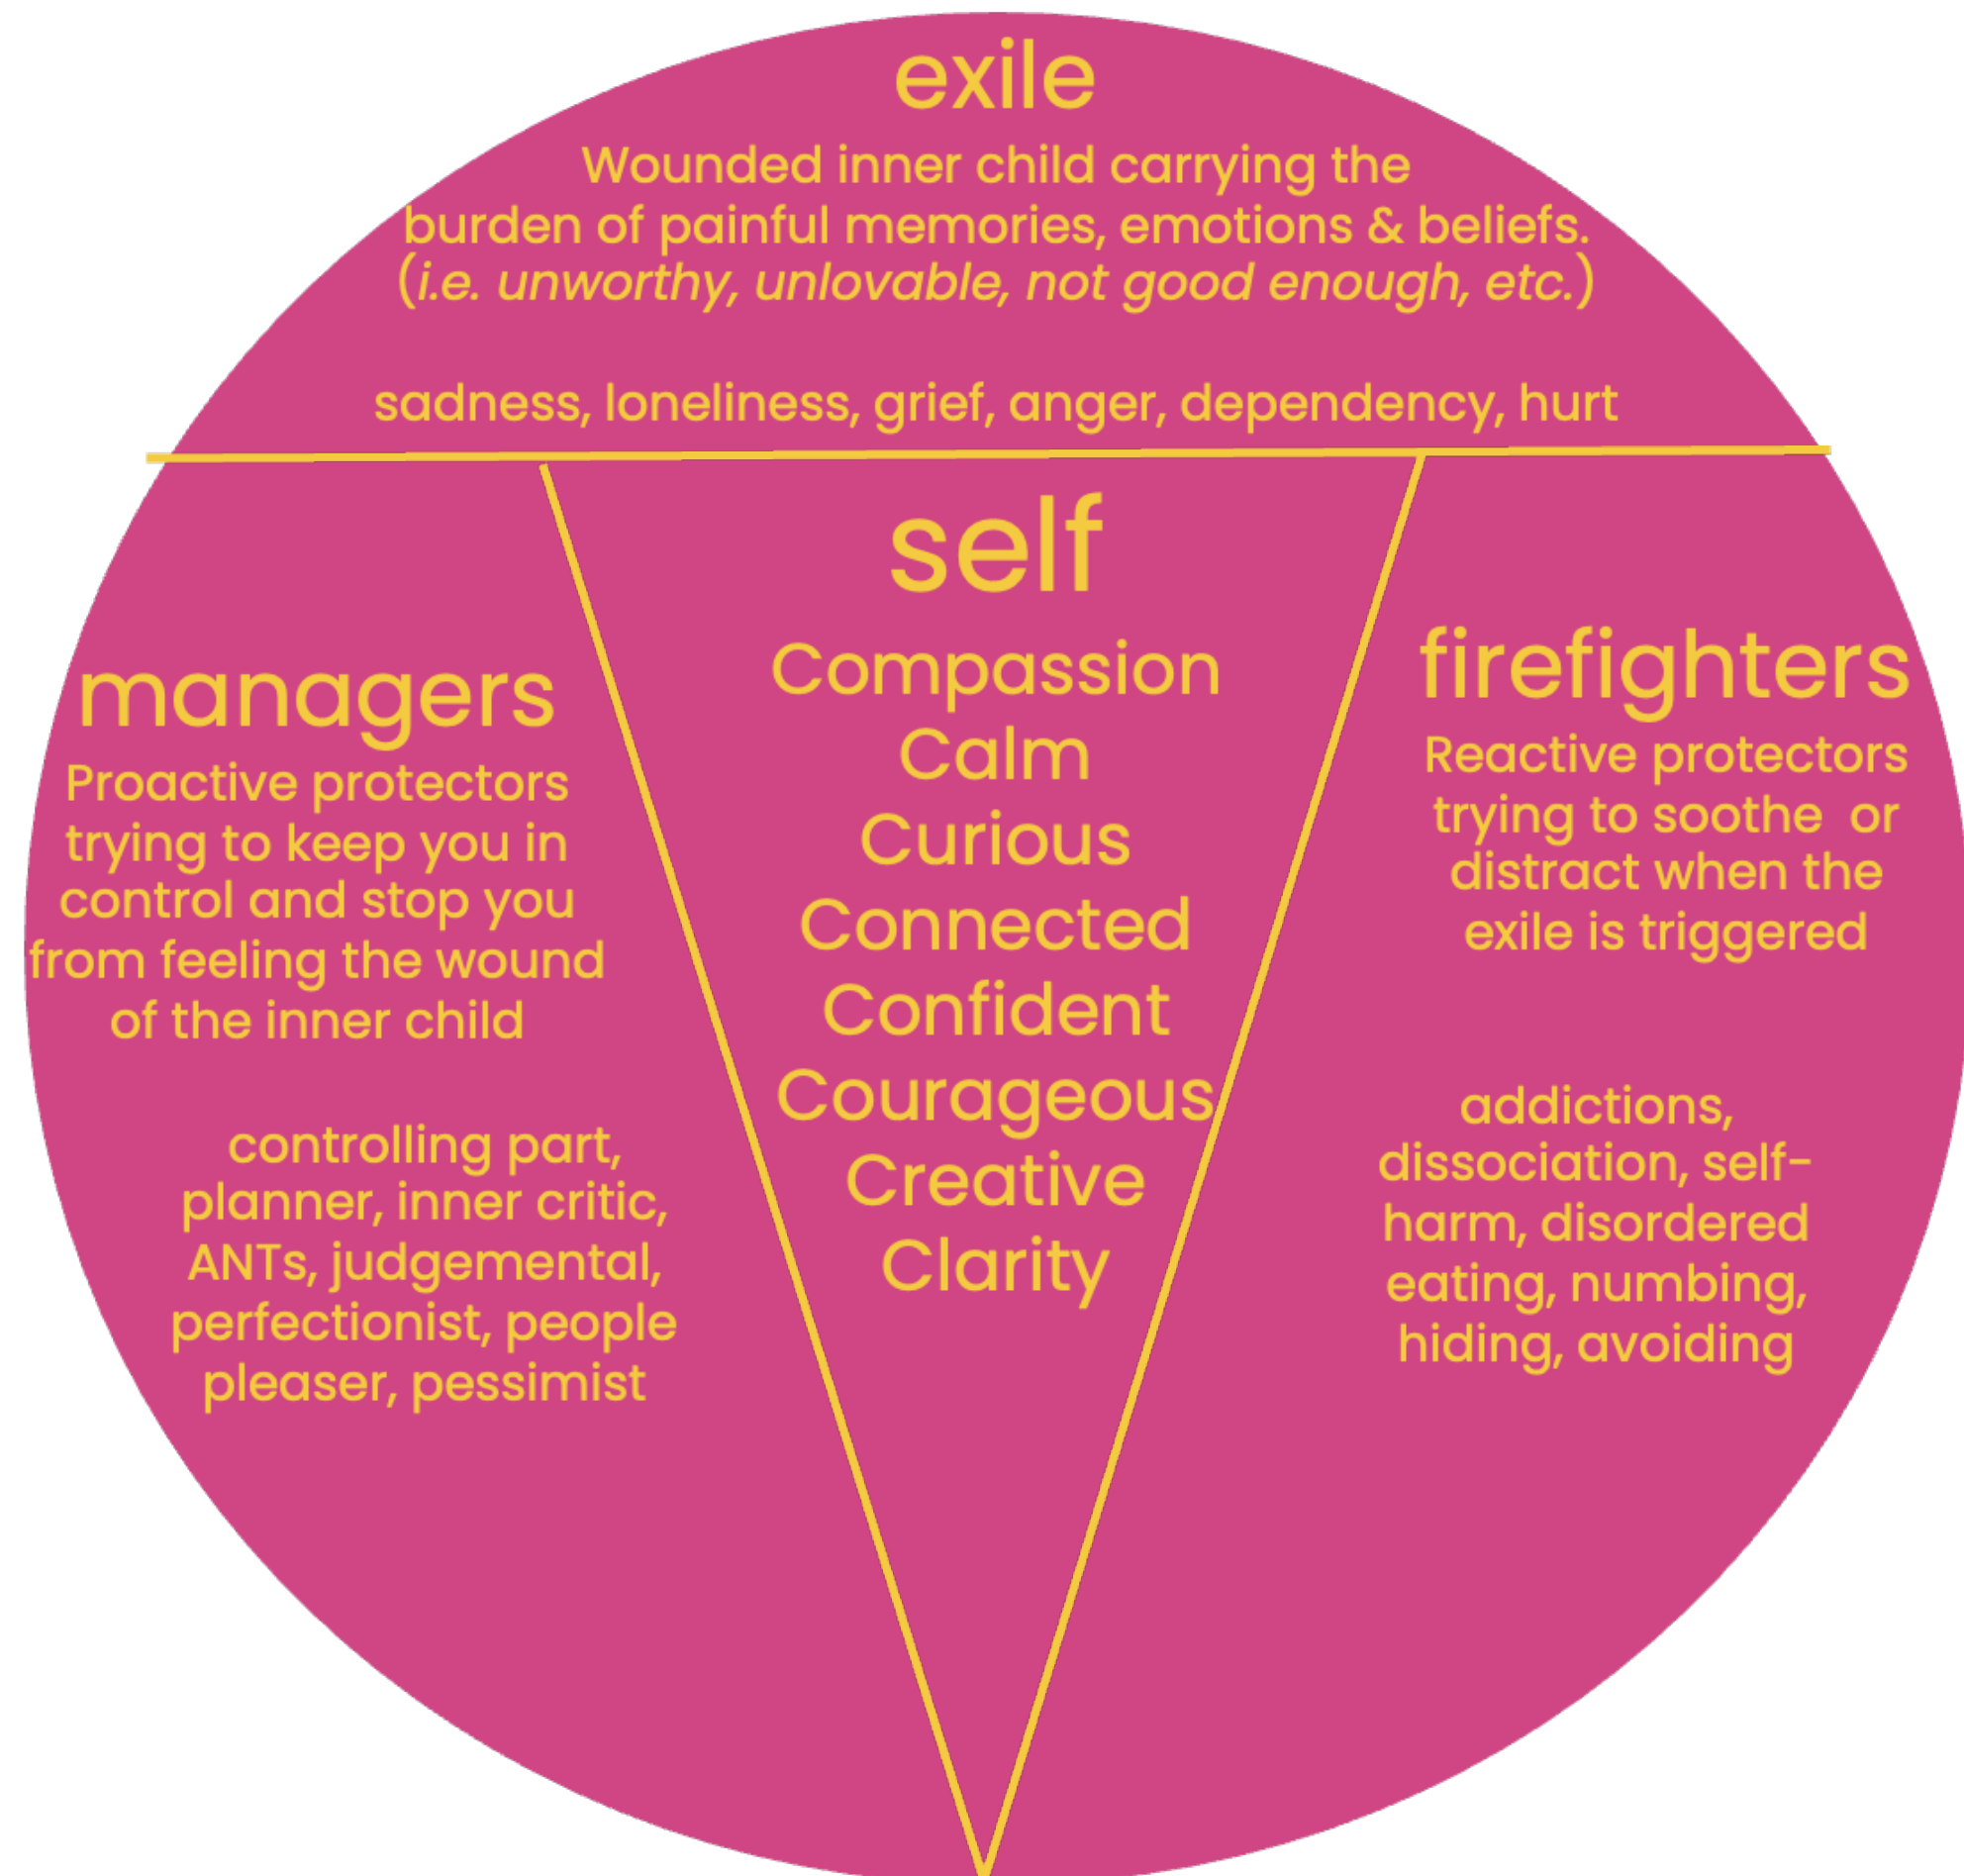 exile
Wounded inner child carrying the
burden of painful memories, emotions & beliefs.
(i.e. unworthy, unlovable, not good enough, etc.)
sadness, loneliness, grief, anger, dependency, hurt
managers
Proactive protectors
trying to keep you in
control and stop you
from feeling the wound
of the inner child
controlling part,
planner, inner critic,
ANTs, judgemental,
perfectionist, people
pleaser, pessimist
self
Compassion
Calm
Curious
Connected
Confident
Courageous
Creative
Clarity
firefighters
Reactive protectors
trying to soothe or
distract when the
exile is triggered
addictions,
dissociation, self-
harm, disordered
eating, numbing,
hiding, avoiding